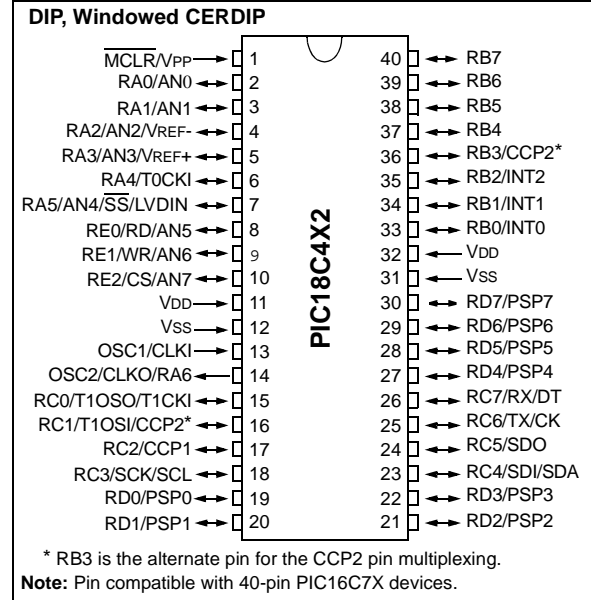 DIP, Windowed CERDIP
MCLR/VPP 1 40 RB7
RA0/AN0 2 39 RB6
RA1/AN1 3 38 RB5
RA2/AN2/VREF- 4 37 RB4
RA3/AN3/VREF+ 5 36 RB3/CCP2*
RA4/T0CKI 6 35 RB2/INT2
RA5/AN4/SS/LVDIN 7 34 RB1/INT1
RE0/RD/AN5 8 33 RB0/INT0
RE1/WR/AN6 9 32 VDD
RE2/CS/AN7 10 31 VSS
VDD 11 30 RD7/PSP7
VSS 12 29 RD6/PSP6
OSC1/CLKI 13 28 RD5/PSP5
OSC2/CLKO/RA6 14 27 RD4/PSP4
RC0/T1OSO/T1CKI 15 26 RC7/RX/DT
RC1/T1OSI/CCP2* 16 25 RC6/TX/CK
RC2/CCP1 17 24 RC5/SDO
RC3/SCK/SCL 18 23 RC4/SDI/SDA
RD0/PSP0 19 22 RD3/PSP3
RD1/PSP1 20 21 RD2/PSP2
PIC18C4X2
* RB3 is the alternate pin for the CCP2 pin multiplexing.
Note: Pin compatible with 40-pin PIC16C7X devices.